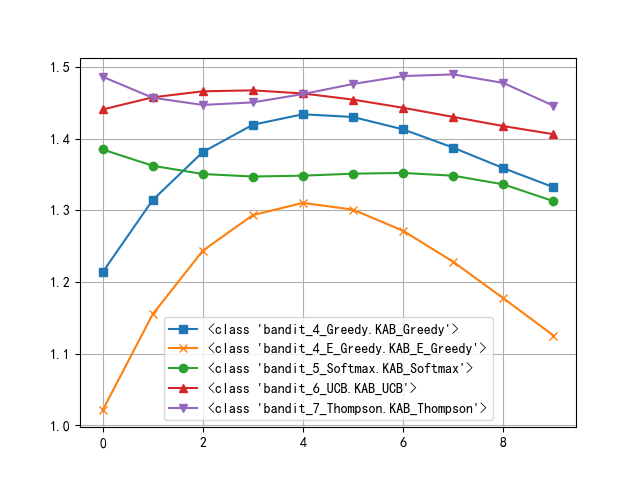 1.5
1.4
1.3
1.2
1.1
1.0
0 2 4 6 8
<class 'bandit_4_Greedy.KAB_Greedy'>
<class 'bandit_4_E_Greedy.KAB_E_Greedy'>
<class 'bandit_5_Softmax.KAB_Softmax'>
<class 'bandit_6_UCB.KAB_UCB'>
<class 'bandit_7_Thompson.KAB_Thompson'>